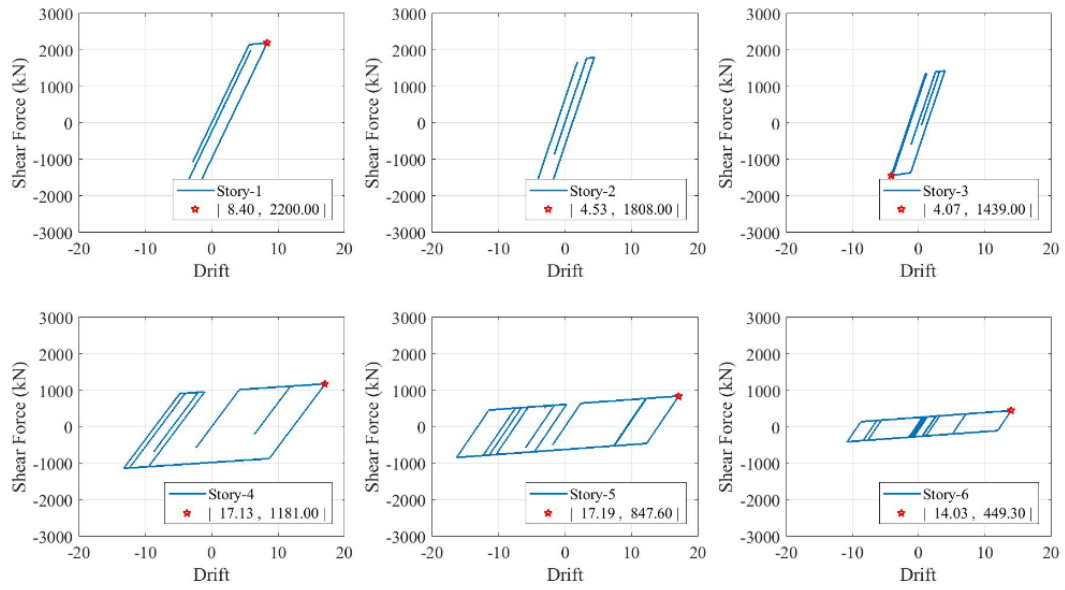 3000
2000
1000
0
-1000
-2000
-3000
Shear Force (kN)
Story-1
| 8.40 , 2200.00 |
-20 -10 0 10 20
Drift
3000
2000
1000
0
-1000
-2000
-3000
Shear Force (kN)
Story-2
| 4.53 , 1808.00 |
-20 -10 0 10 20
Drift
3000
2000
1000
0
-1000
-2000
-3000
Shear Force (kN)
Story-3
| 4.07 , 1439.00 |
-20 -10 0 10 20
Drift
3000
2000
1000
0
-1000
-2000
-3000
Shear Force (kN)
Story-4
| 17.13 , 1181.00 |
-20 -10 0 10 20
Drift
3000
2000
1000
0
-1000
-2000
-3000
Shear Force (kN)
Story-5
| 17.19 , 847.60 |
-20 -10 0 10 20
Drift
3000
2000
1000
0
-1000
-2000
-3000
Shear Force (kN)
Story-6
| 14.03 , 449.30 |
-20 -10 0 10 20
Drift